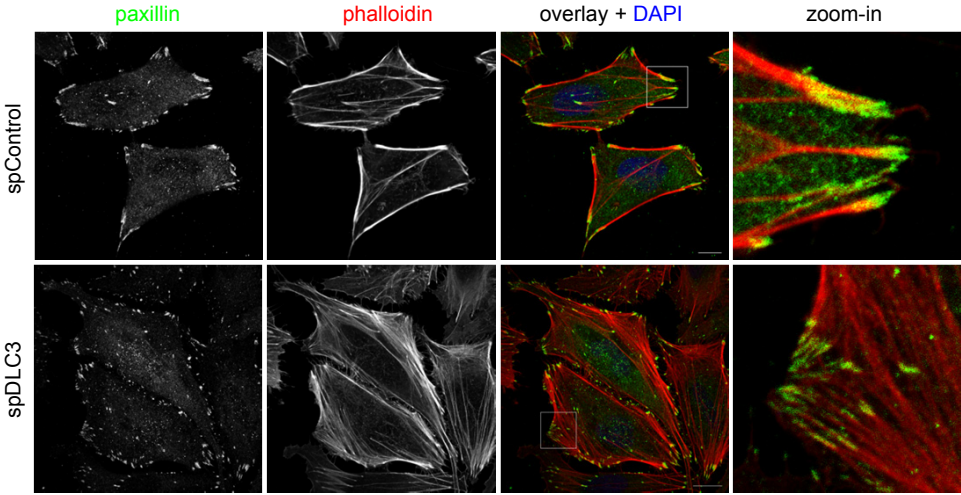 paxillin
phalloidin
overlay + DAPI
zoom-in
spControl
spDLC3